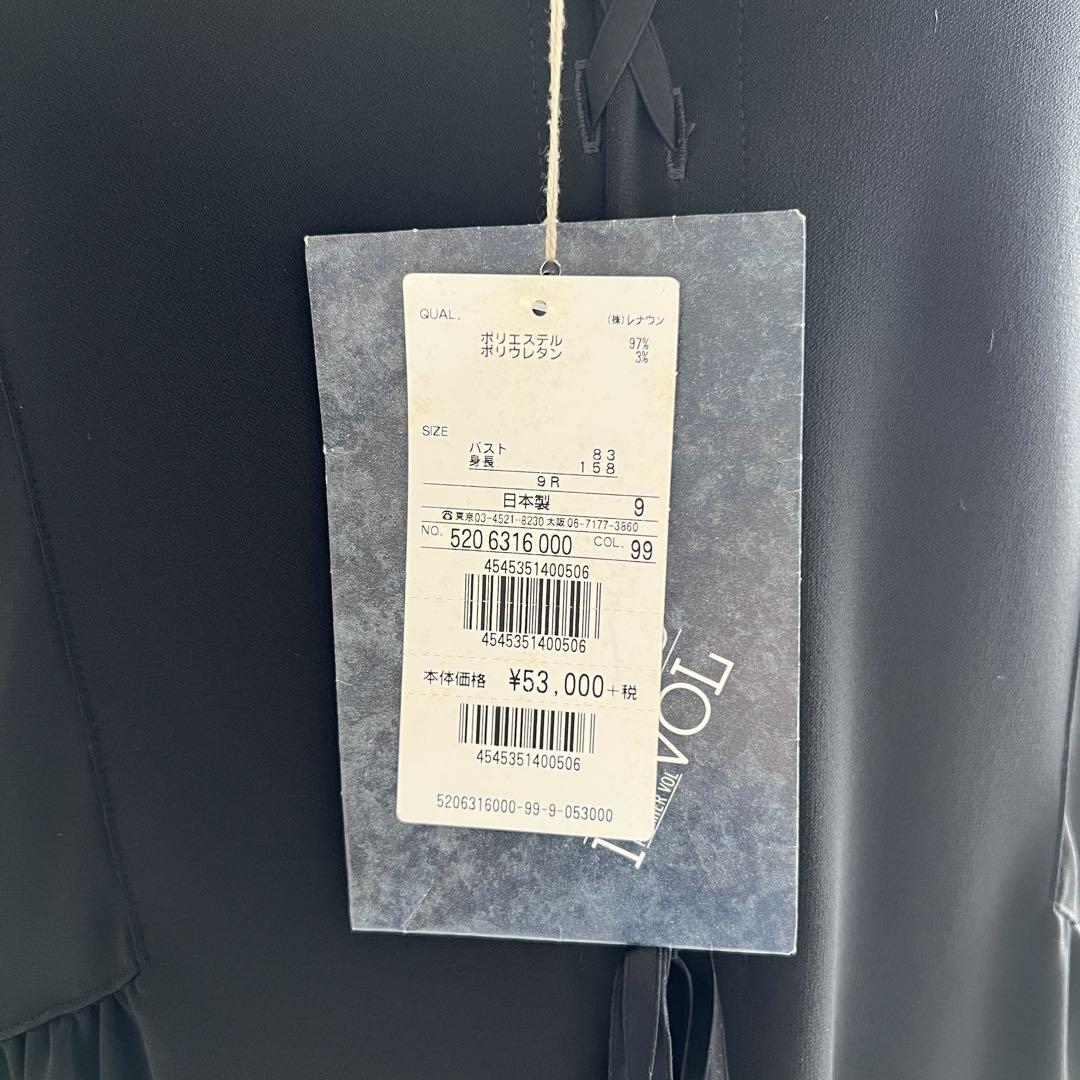 QUAL.
(株)レナウン
ポリエステル 97%
ポリウレタン 3%
SIZE
バスト 83
身長 158
9R
日本製 9
☎東京03-4521-8230 大阪06-7177-3860
NO. 520 6316 000 COL. 99
4545351400506
4545351400506
本体価格 ¥53,000+税
4545351400506
5206316000-99-9-053000
VOL
VOL